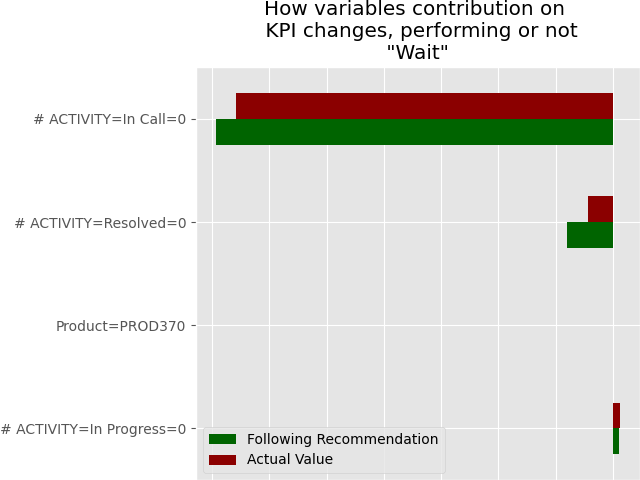 How variables contribution on
KPI changes, performing or not
"Wait"
# ACTIVITY=In Call=0
# ACTIVITY=Resolved=0
Product=PROD370
# ACTIVITY=In Progress=0
Following Recommendation
Actual Value